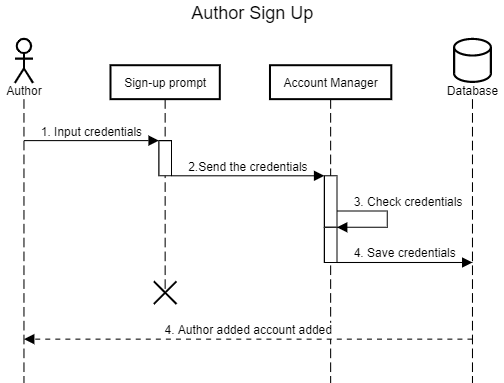 Author Sign Up
Author
Sign-up prompt
Account Manager
Database
1. Input credentials
2.Send the credentials
3. Check credentials
4. Save credentials
4. Author added account added